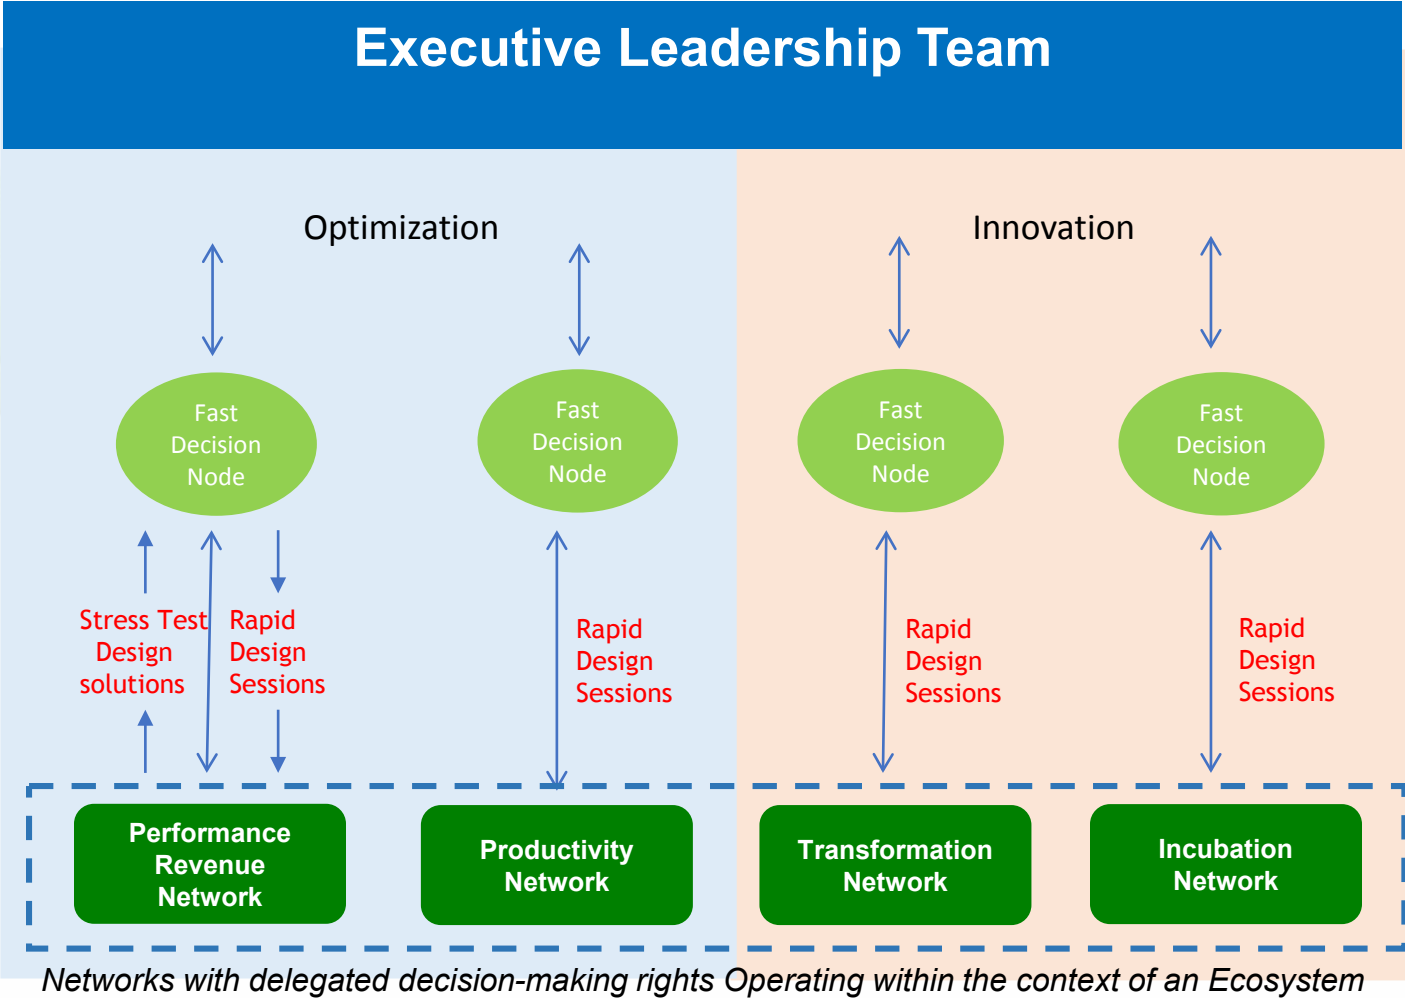 Executive Leadership Team
Optimization
Innovation
Fast
Decision
Node
Fast
Decision
Node
Fast
Decision
Node
Fast
Decision
Node
Stress Test
Design
solutions
Rapid
Design
Sessions
Rapid
Design
Sessions
Rapid
Design
Sessions
Rapid
Design
Sessions
Performance
Revenue
Network
Productivity
Network
Transformation
Network
Incubation
Network
Networks with delegated decision-making rights Operating within the context of an Ecosystem